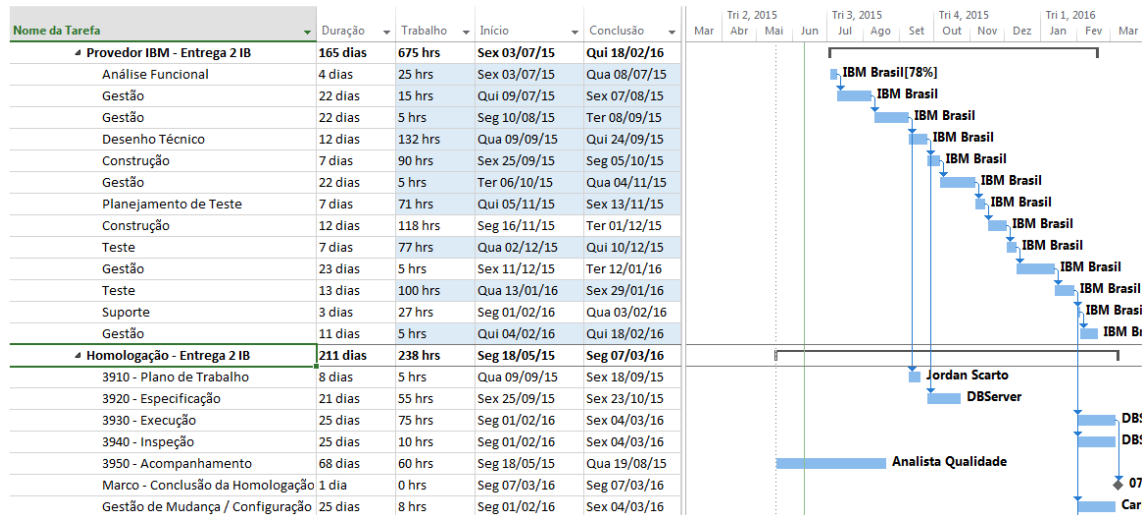 Tri 2, 2015 Tri 3, 2015 Tri 4, 2015 Tri 1, 2016
Nome da Tarefa Duração Trabalho Início Conclusão Mar Abr Mai Jun Jul Ago Set Out Nov Dez Jan Fev Mar
Provedor IBM - Entrega 2 IB 165 dias 675 hrs Sex 03/07/15 Qui 18/02/16
Análise Funcional 4 dias 25 hrs Sex 03/07/15 Qua 08/07/15 IBM Brasil[78%]
Gestão 22 dias 15 hrs Qui 09/07/15 Sex 07/08/15 IBM Brasil
Gestão 22 dias 5 hrs Seg 10/08/15 Ter 08/09/15 IBM Brasil
Desenho Técnico 12 dias 132 hrs Qua 09/09/15 Qui 24/09/15 IBM Brasil
Construção 7 dias 90 hrs Sex 25/09/15 Seg 05/10/15 IBM Brasil
Gestão 22 dias 5 hrs Ter 06/10/15 Qua 04/11/15 IBM Brasil
Planejamento de Teste 7 dias 71 hrs Qui 05/11/15 Sex 13/11/15 IBM Brasil
Construção 12 dias 118 hrs Seg 16/11/15 Ter 01/12/15 IBM Brasil
Teste 7 dias 77 hrs Qua 02/12/15 Qui 10/12/15 IBM Brasil
Gestão 23 dias 5 hrs Sex 11/12/15 Ter 12/01/16 IBM Brasil
Teste 13 dias 100 hrs Qua 13/01/16 Sex 29/01/16 IBM Brasil
Suporte 3 dias 27 hrs Seg 01/02/16 Qua 03/02/16 IBM Brasi
Gestão 11 dias 5 hrs Qui 04/02/16 Qui 18/02/16 IBM Br
Homologação - Entrega 2 IB 211 dias 238 hrs Seg 18/05/15 Seg 07/03/16
3910 - Plano de Trabalho 8 dias 5 hrs Qua 09/09/15 Sex 18/09/15 Jordan Scarto
3920 - Especificação 21 dias 55 hrs Sex 25/09/15 Sex 23/10/15 DBServer
3930 - Execução 25 dias 75 hrs Seg 01/02/16 Sex 04/03/16 DBS
3940 - Inspeção 25 dias 10 hrs Seg 01/02/16 Sex 04/03/16 DBS
3950 - Acompanhamento 68 dias 60 hrs Seg 18/05/15 Qua 19/08/15 Analista Qualidade
Marco - Conclusão da Homologação 1 dia 0 hrs Seg 07/03/16 Seg 07/03/16 07
Gestão de Mudança / Configuração 25 dias 8 hrs Seg 01/02/16 Sex 04/03/16 Car